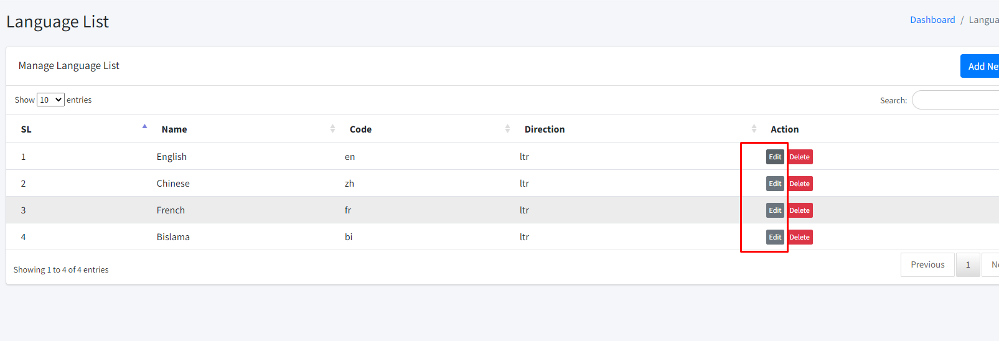 Language List
Dashboard / Langua
Manage Language List
Add Ne
Show 10 entries
Search:
SL Name Code Direction Action
1 English en ltr Edit Delete
2 Chinese zh ltr Edit Delete
3 French fr ltr Edit Delete
4 Bislama bi ltr Edit Delete
Showing 1 to 4 of 4 entries
Previous 1 Ne